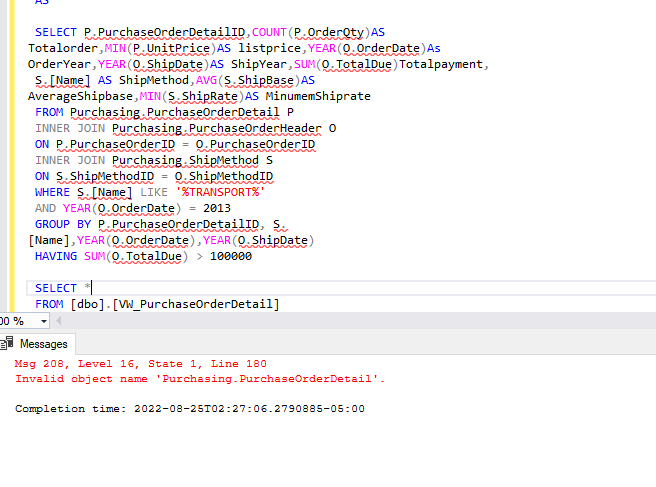 AS
SELECT P.PurchaseOrderDetailID,COUNT(P.OrderQty)AS
Totalorder,MIN(P.UnitPrice)AS listprice,YEAR(O.OrderDate)As
OrderYear,YEAR(O.ShipDate)AS ShipYear,SUM(O.TotalDue)Totalpayment,
S.[Name] AS ShipMethod,AVG(S.ShipBase)AS
AverageShipbase,MIN(S.ShipRate)AS MinumemShiprate
FROM Purchasing.PurchaseOrderDetail P
INNER JOIN Purchasing.PurchaseOrderHeader O
ON P.PurchaseOrderID = O.PurchaseOrderID
INNER JOIN Purchasing.ShipMethod S
ON S.ShipMethodID = O.ShipMethodID
WHERE S.[Name] LIKE '%TRANSPORT%'
AND YEAR(O.OrderDate) = 2013
GROUP BY P.PurchaseOrderDetailID, S.
[Name],YEAR(O.OrderDate),YEAR(O.ShipDate)
HAVING SUM(O.TotalDue) > 100000
SELECT *
FROM [dbo].[VW_PurchaseOrderDetail]
00 %
Messages
Msg 208, Level 16, State 1, Line 180
Invalid object name 'Purchasing.PurchaseOrderDetail'.
Completion time: 2022-08-25T02:27:06.2790885-05:00